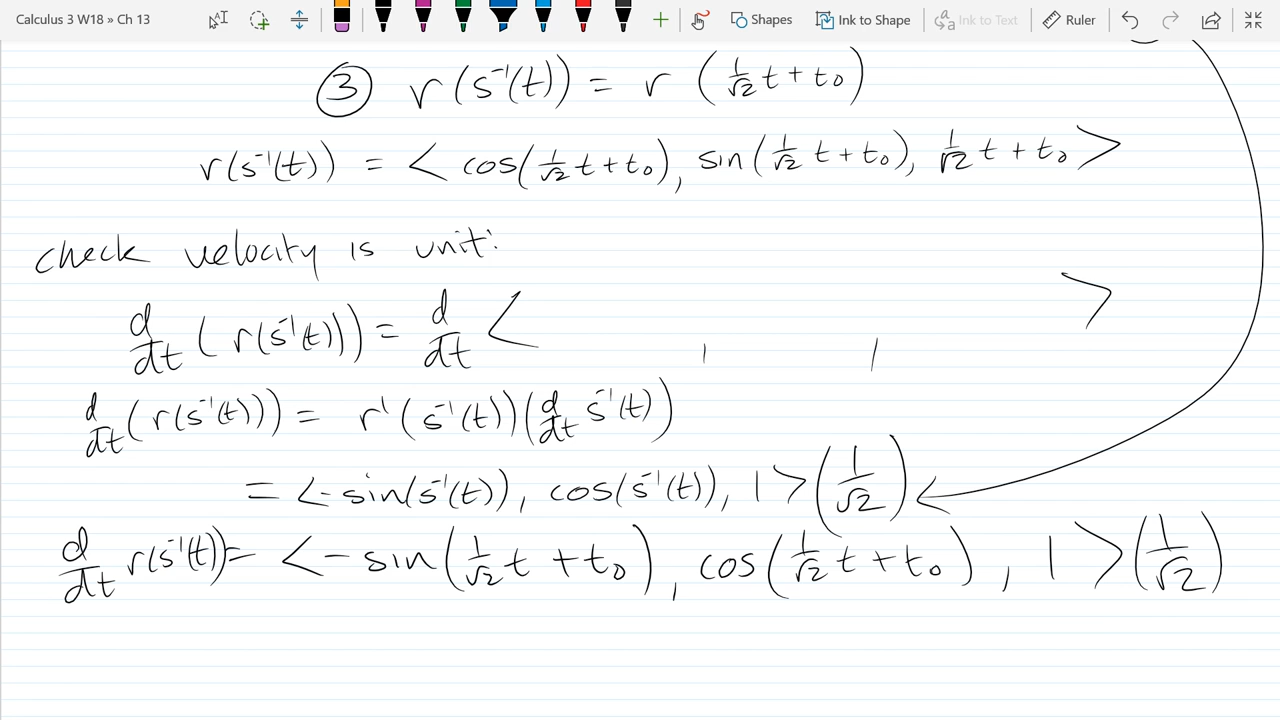 Calculus 3 W18 » Ch 13 Shapes Ink to Shape Ink to Text Ruler
③ r(s⁻¹(t)) = r(1/√2 t + t₀)
r(s⁻¹(t)) = < cos(1/√2 t + t₀), sin(1/√2 t + t₀), 1/√2 t + t₀ >
check velocity is unit:
d/dt (r(s⁻¹(t))) = d/dt < , , >
d/dt (r(s⁻¹(t))) = r'(s⁻¹(t))(d/dt s⁻¹(t))
= <-sin(s⁻¹(t)), cos(s⁻¹(t)), 1>(1/√2)
d/dt r(s⁻¹(t)) = <-sin(1/√2 t + t₀), cos(1/√2 t + t₀), 1>(1/√2)